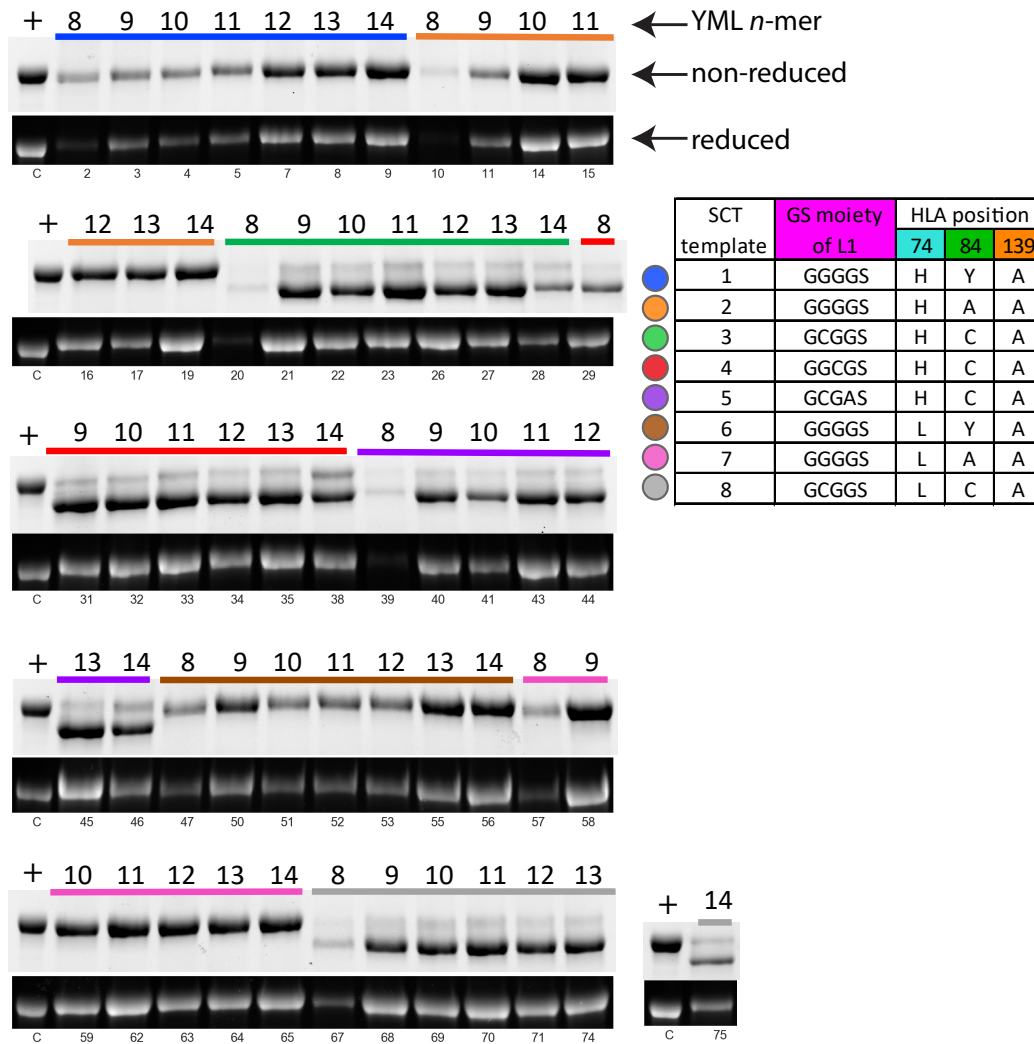 + 8 9 10 11 12 13 14 8 9 10 11
YML n-mer
non-reduced
reduced
C 2 3 4 5 7 8 9 10 11 14 15
+ 12 13 14 8 9 10 11 12 13 14 8
C 16 17 19 20 21 22 23 26 27 28 29
SCT template GS moiety of L1 HLA position
74 84 139
1 GGGGS H Y A
2 GGGGS H A A
3 GCGGS H C A
4 GGCGS H C A
5 GCGAS H C A
6 GGGGS L Y A
7 GGGGS L A A
8 GCGGS L C A
+ 9 10 11 12 13 14 8 9 10 11 12
C 31 32 33 34 35 38 39 40 41 43 44
+ 13 14 8 9 10 11 12 13 14 8 9
C 45 46 47 50 51 52 53 55 56 57 58
+ 10 11 12 13 14 8 9 10 11 12 13
C 59 62 63 64 65 67 68 69 70 71 74
+ 14
C 75